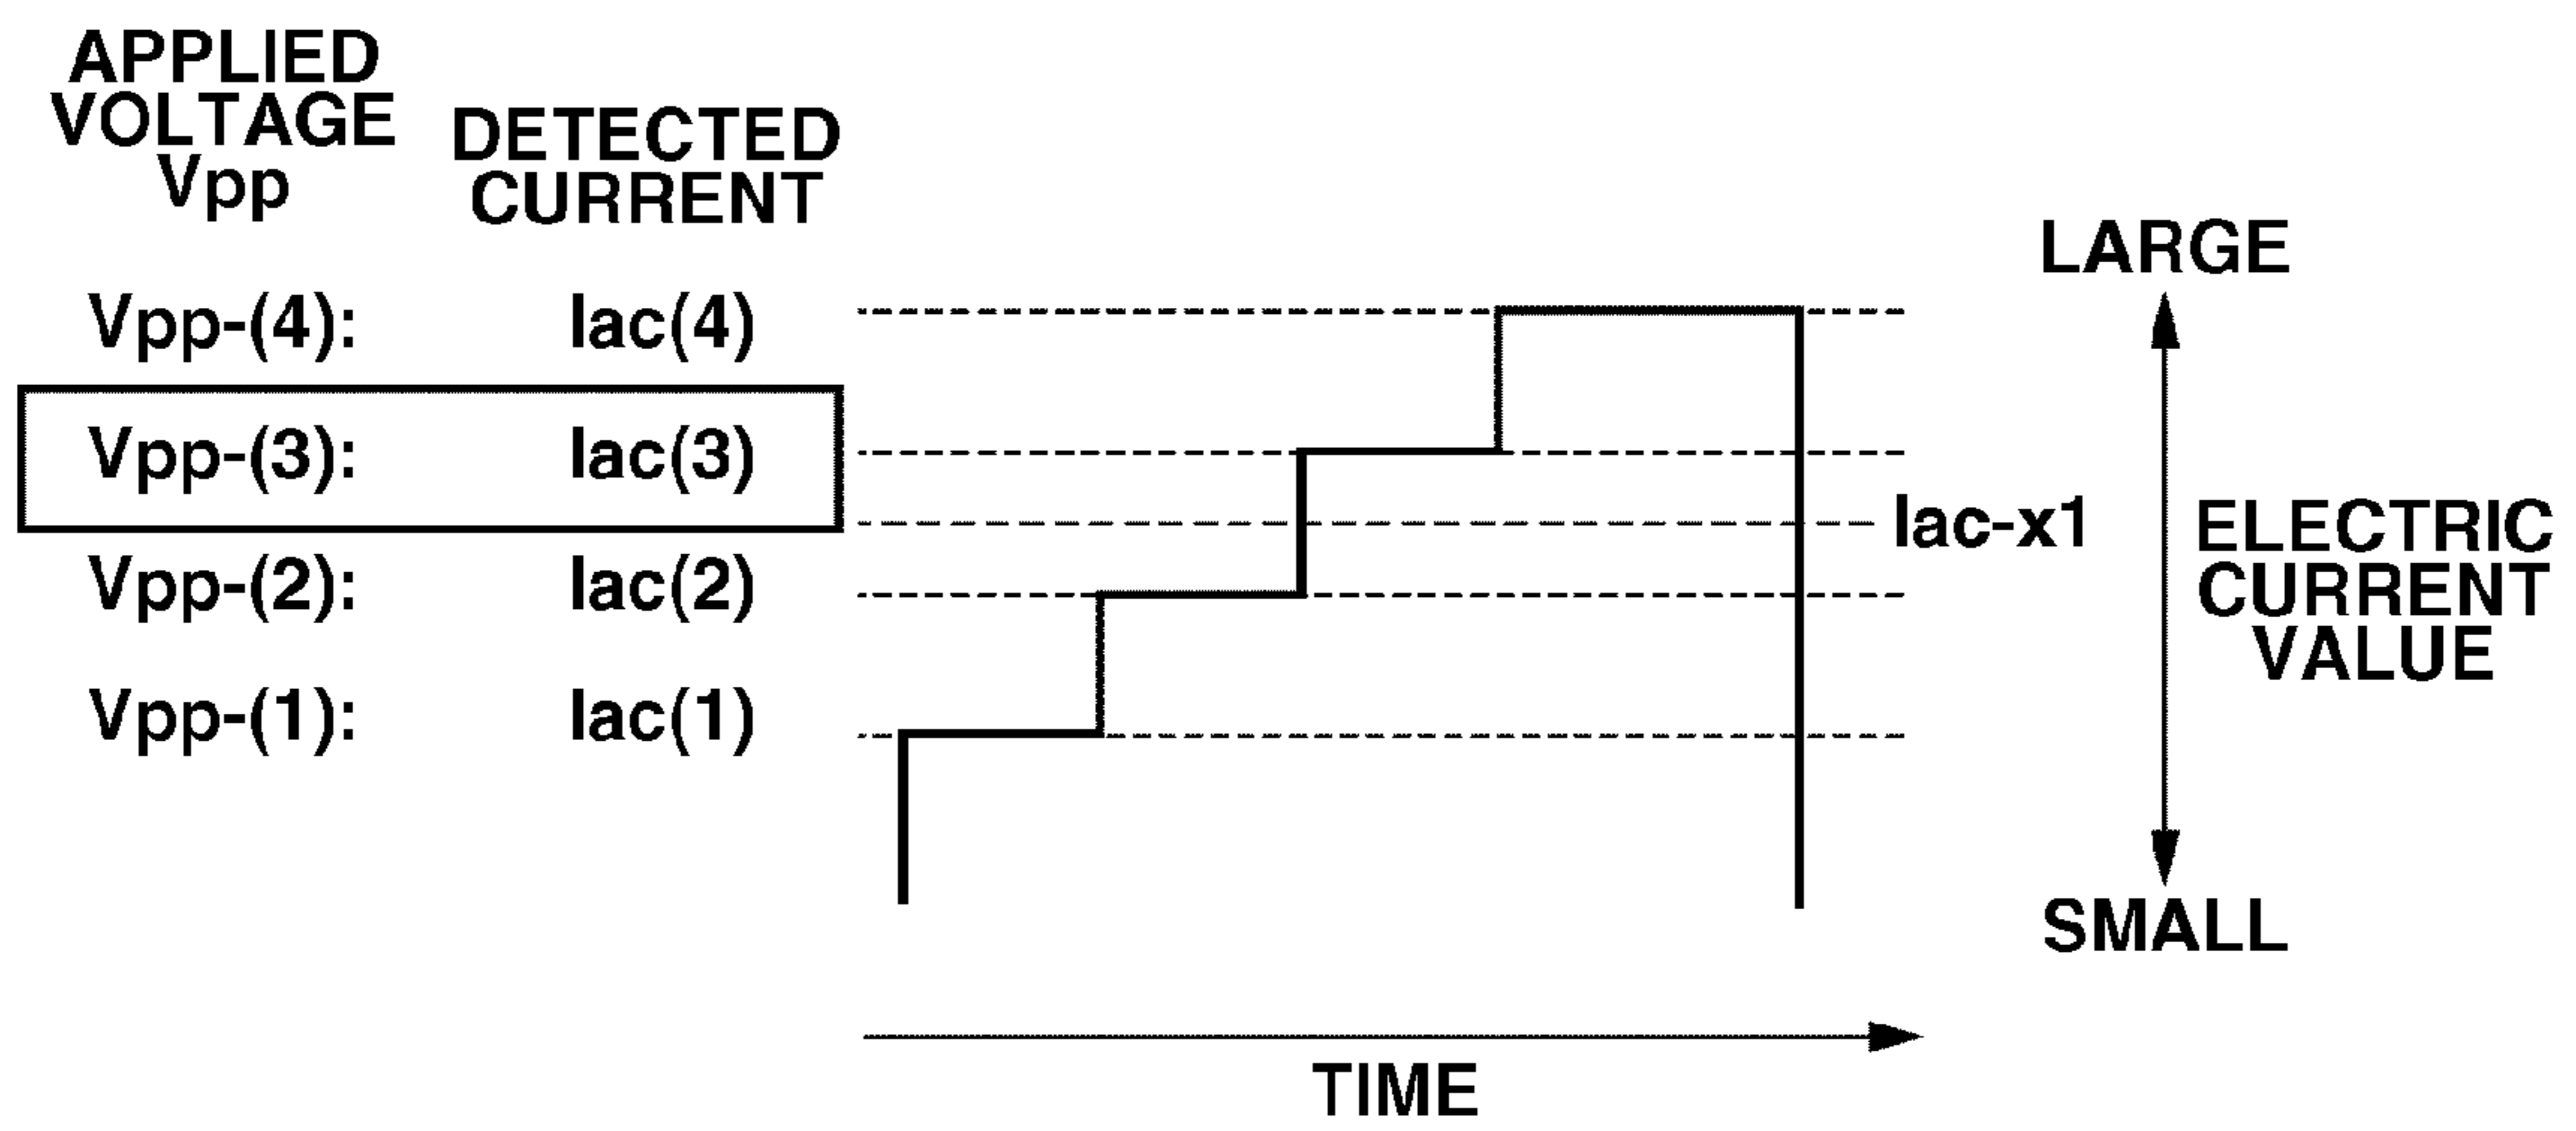 APPLIED
VOLTAGE
Vpp
DETECTED
CURRENT
Vpp-(4): Iac(4)
Vpp-(3): Iac(3)
Vpp-(2): Iac(2)
Vpp-(1): Iac(1)
Iac-x1
LARGE
ELECTRIC
CURRENT
VALUE
SMALL
TIME